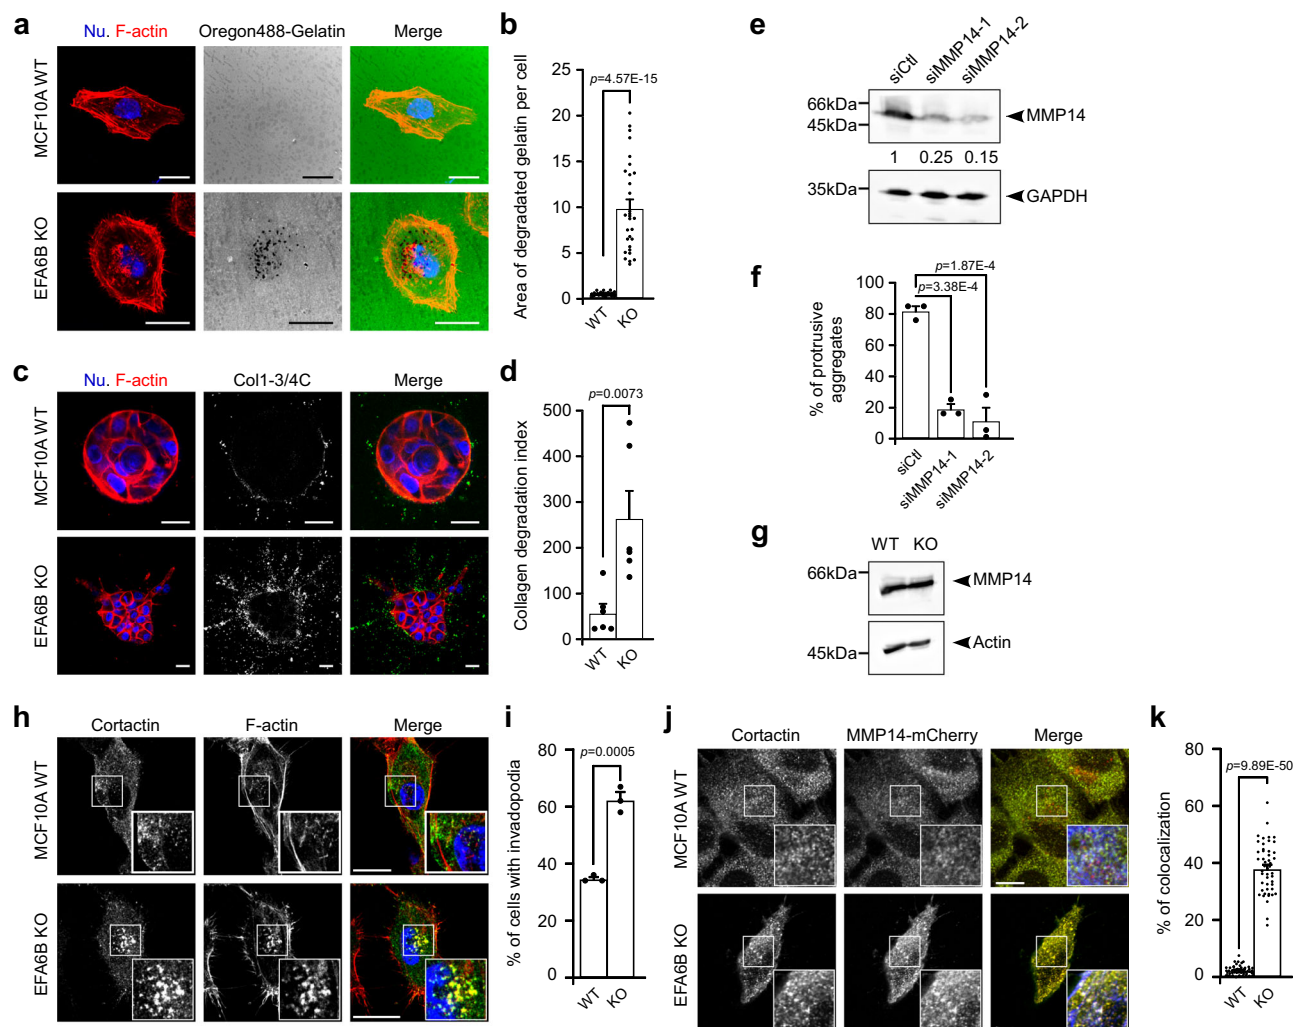 a
Nu. F-actin
Oregon488-Gelatin
Merge
MCF10A WT
EFA6B KO
b
Area of degradated gelatin per cell
p=4.57E-15
25
20
15
10
5
0
WT
KO
c
Nu. F-actin
Col1-3/4C
Merge
MCF10A WT
EFA6B KO
d
Collagen degradation index
p=0.0073
500
400
300
200
100
0
WT
KO
e
siCtl
siMMP14-1
siMMP14-2
66kDa
45kDa
MMP14
1 0.25 0.15
35kDa
GAPDH
f
% of protrusive
aggregates
p=1.87E-4
p=3.38E-4
100
80
60
40
20
0
siCtl
siMMP14-1
siMMP14-2
g
WT KO
66kDa
MMP14
45kDa
Actin
h
Cortactin
F-actin
Merge
MCF10A WT
EFA6B KO
i
% of cells with invadopodia
p=0.0005
80
60
40
20
0
WT
KO
j
Cortactin
MMP14-mCherry
Merge
MCF10A WT
EFA6B KO
k
% of colocalization
p=9.89E-50
80
60
40
20
0
WT
KO